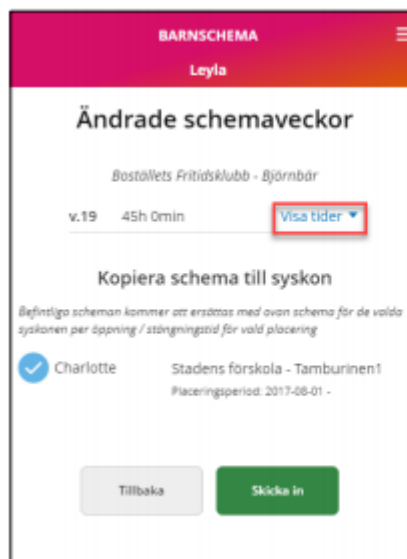 BARNSCHEMA
Leyla
Ändrade schemaveckor
Boställets Fritidsklubb - Björnbär
v.19 45h 0min Visa tider
Kopiera schema till syskon
Befintliga scheman kommer att ersättas med ovan schema för de valda
syskonen per öppning / stängningstid för vald placering
Charlotte Stadens förskola - Tamburinen1
Placeringsperiod: 2017-08-01 -
Tillbaka Skicka in